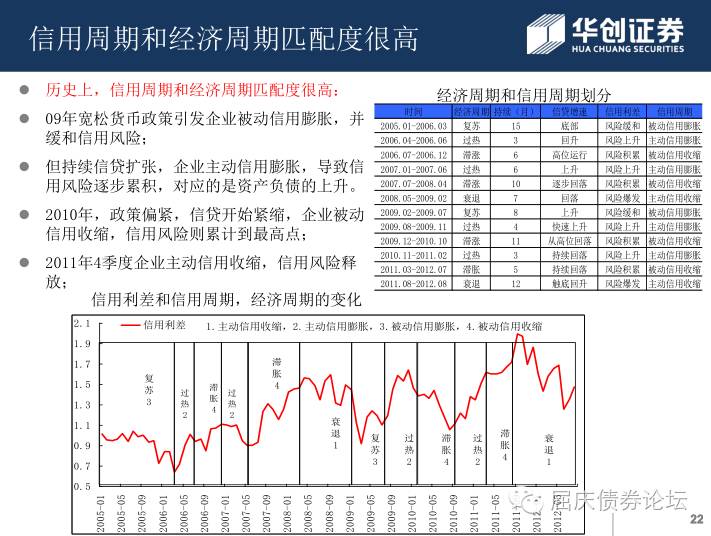 信用周期和经济周期匹配度很高
华创证券
HUA CHUANG SECURITIES
历史上，信用周期和经济周期匹配度很高：
09年宽松货币政策引发企业被动信用膨胀，并
缓和信用风险；
但持续信贷扩张，企业主动信用膨胀，导致信
用风险逐步累积，对应的是资产负债的上升。
2010年，政策偏紧，信贷开始紧缩，企业被动
信用收缩，信用风险则累计到最高点；
2011年4季度企业主动信用收缩，信用风险释
放；
经济周期和信用周期划分
时间 经济周期 持续（月） 信贷增速 信用利差 信用周期
2005.01-2006.03 复苏 15 底部 风险缓和 被动信用膨胀
2006.04-2006.06 过热 3 回升 风险上升 主动信用膨胀
2006.07-2006.12 滞涨 6 高位运行 风险积累 被动信用收缩
2007.01-2007.06 过热 6 上升 风险上升 主动信用膨胀
2007.07-2008.04 滞涨 10 逐步回落 风险积累 被动信用收缩
2008.05-2009.02 衰退 7 回落 风险爆发 主动信用收缩
2009.02-2009.07 复苏 8 上升 风险缓和 被动信用膨胀
2009.08-2009.11 过热 4 快速上升 风险上升 主动信用膨胀
2009.12-2010.10 滞涨 11 从高位回落 风险积累 被动信用收缩
2010.11-2011.02 过热 3 持续回落 风险上升 主动信用膨胀
2011.03-2012.07 滞胀 5 持续回落 风险积累 被动信用收缩
2011.08-2012.08 衰退 12 触底回升 风险爆发 主动信用收缩
信用利差和信用周期，经济周期的变化
信用利差
1.主动信用收缩，2.主动信用膨胀，3.被动信用膨胀，4.被动信用收缩
2.1
1.9
1.7
1.5
1.3
1.1
0.9
0.7
0.5
复苏3
过热2
滞胀4
过热2
滞胀4
衰退1
复苏3
过热2
滞胀4
过热2
滞胀4
衰退1
2005-01
2005-05
2005-09
2006-01
2006-05
2006-09
2007-01
2007-05
2007-09
2008-01
2008-05
2008-09
2009-01
2009-05
2009-09
2010-01
2010-05
2010-09
2011-01
2011-05
屈庆债券论坛
22